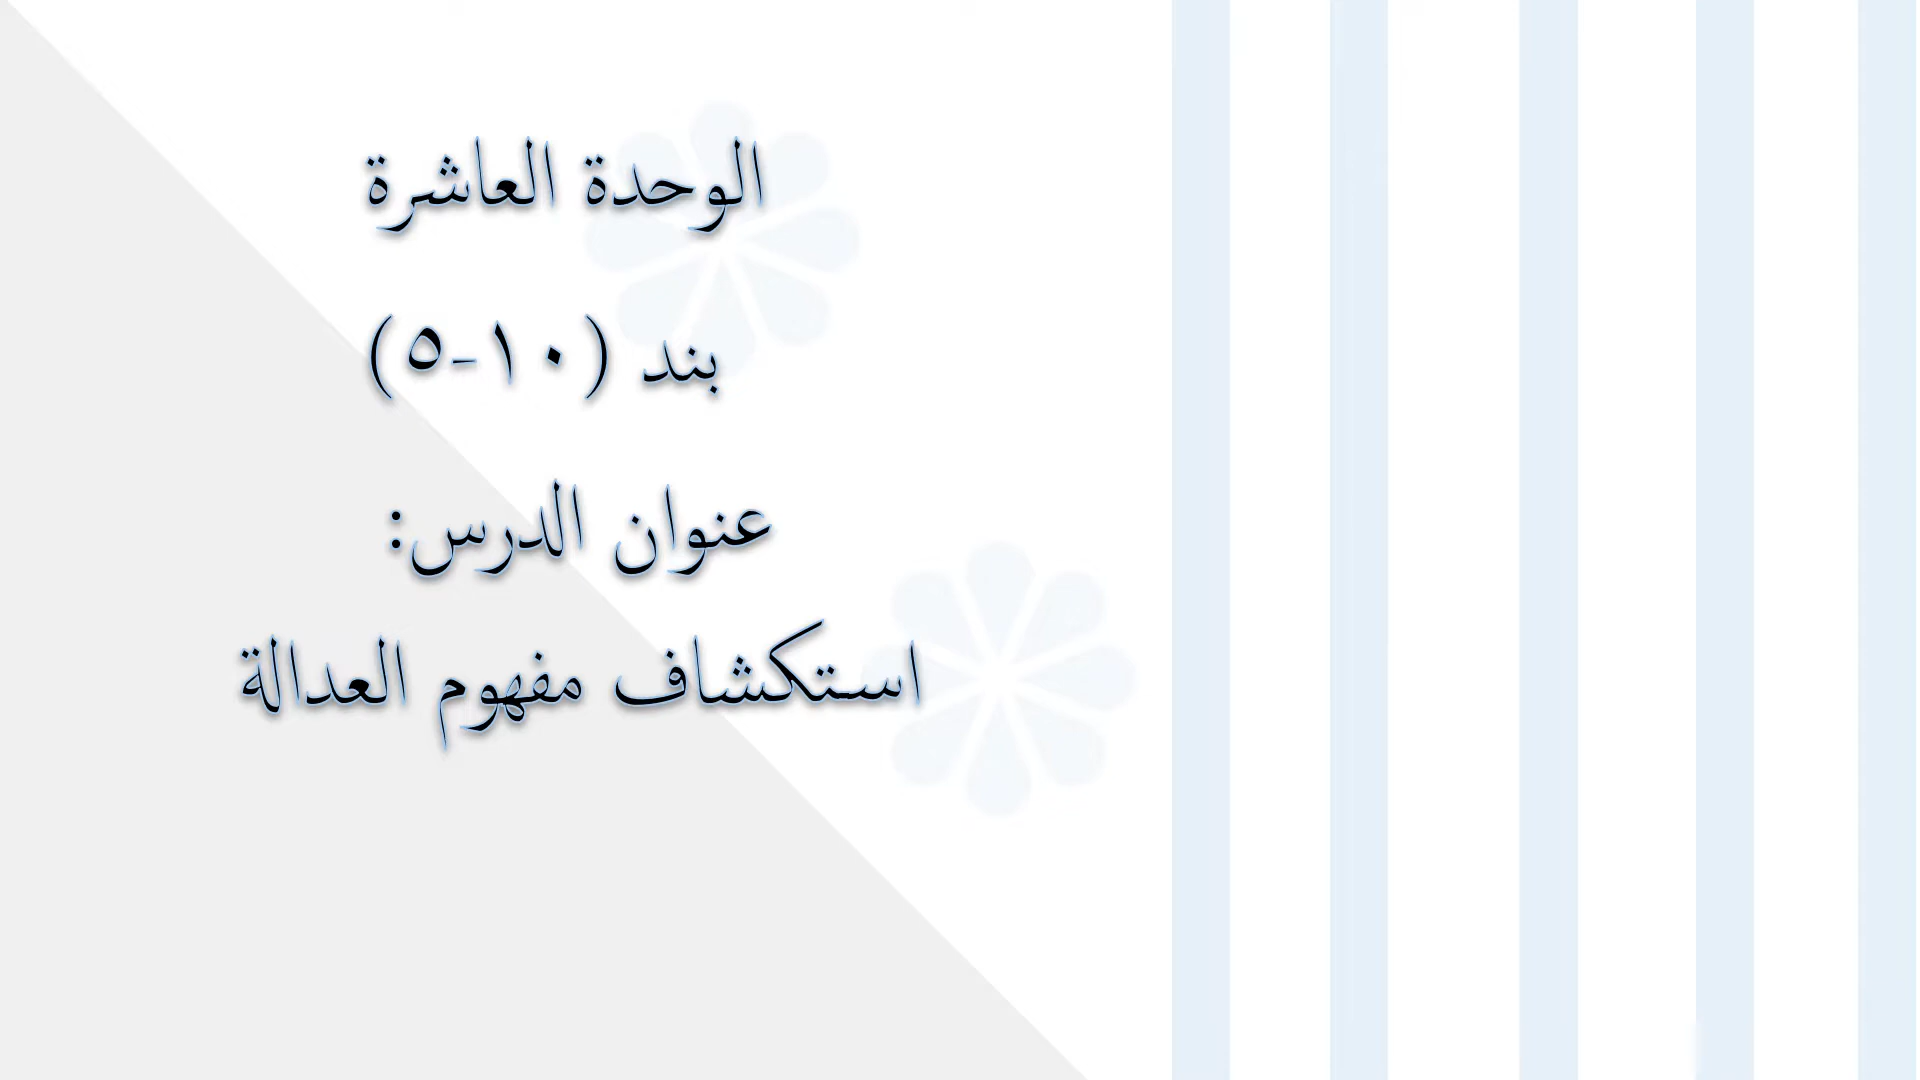 الوحدة العاشرة
بند (١٠-٥)
عنوان الدرس:
استكشاف مفهوم العدالة